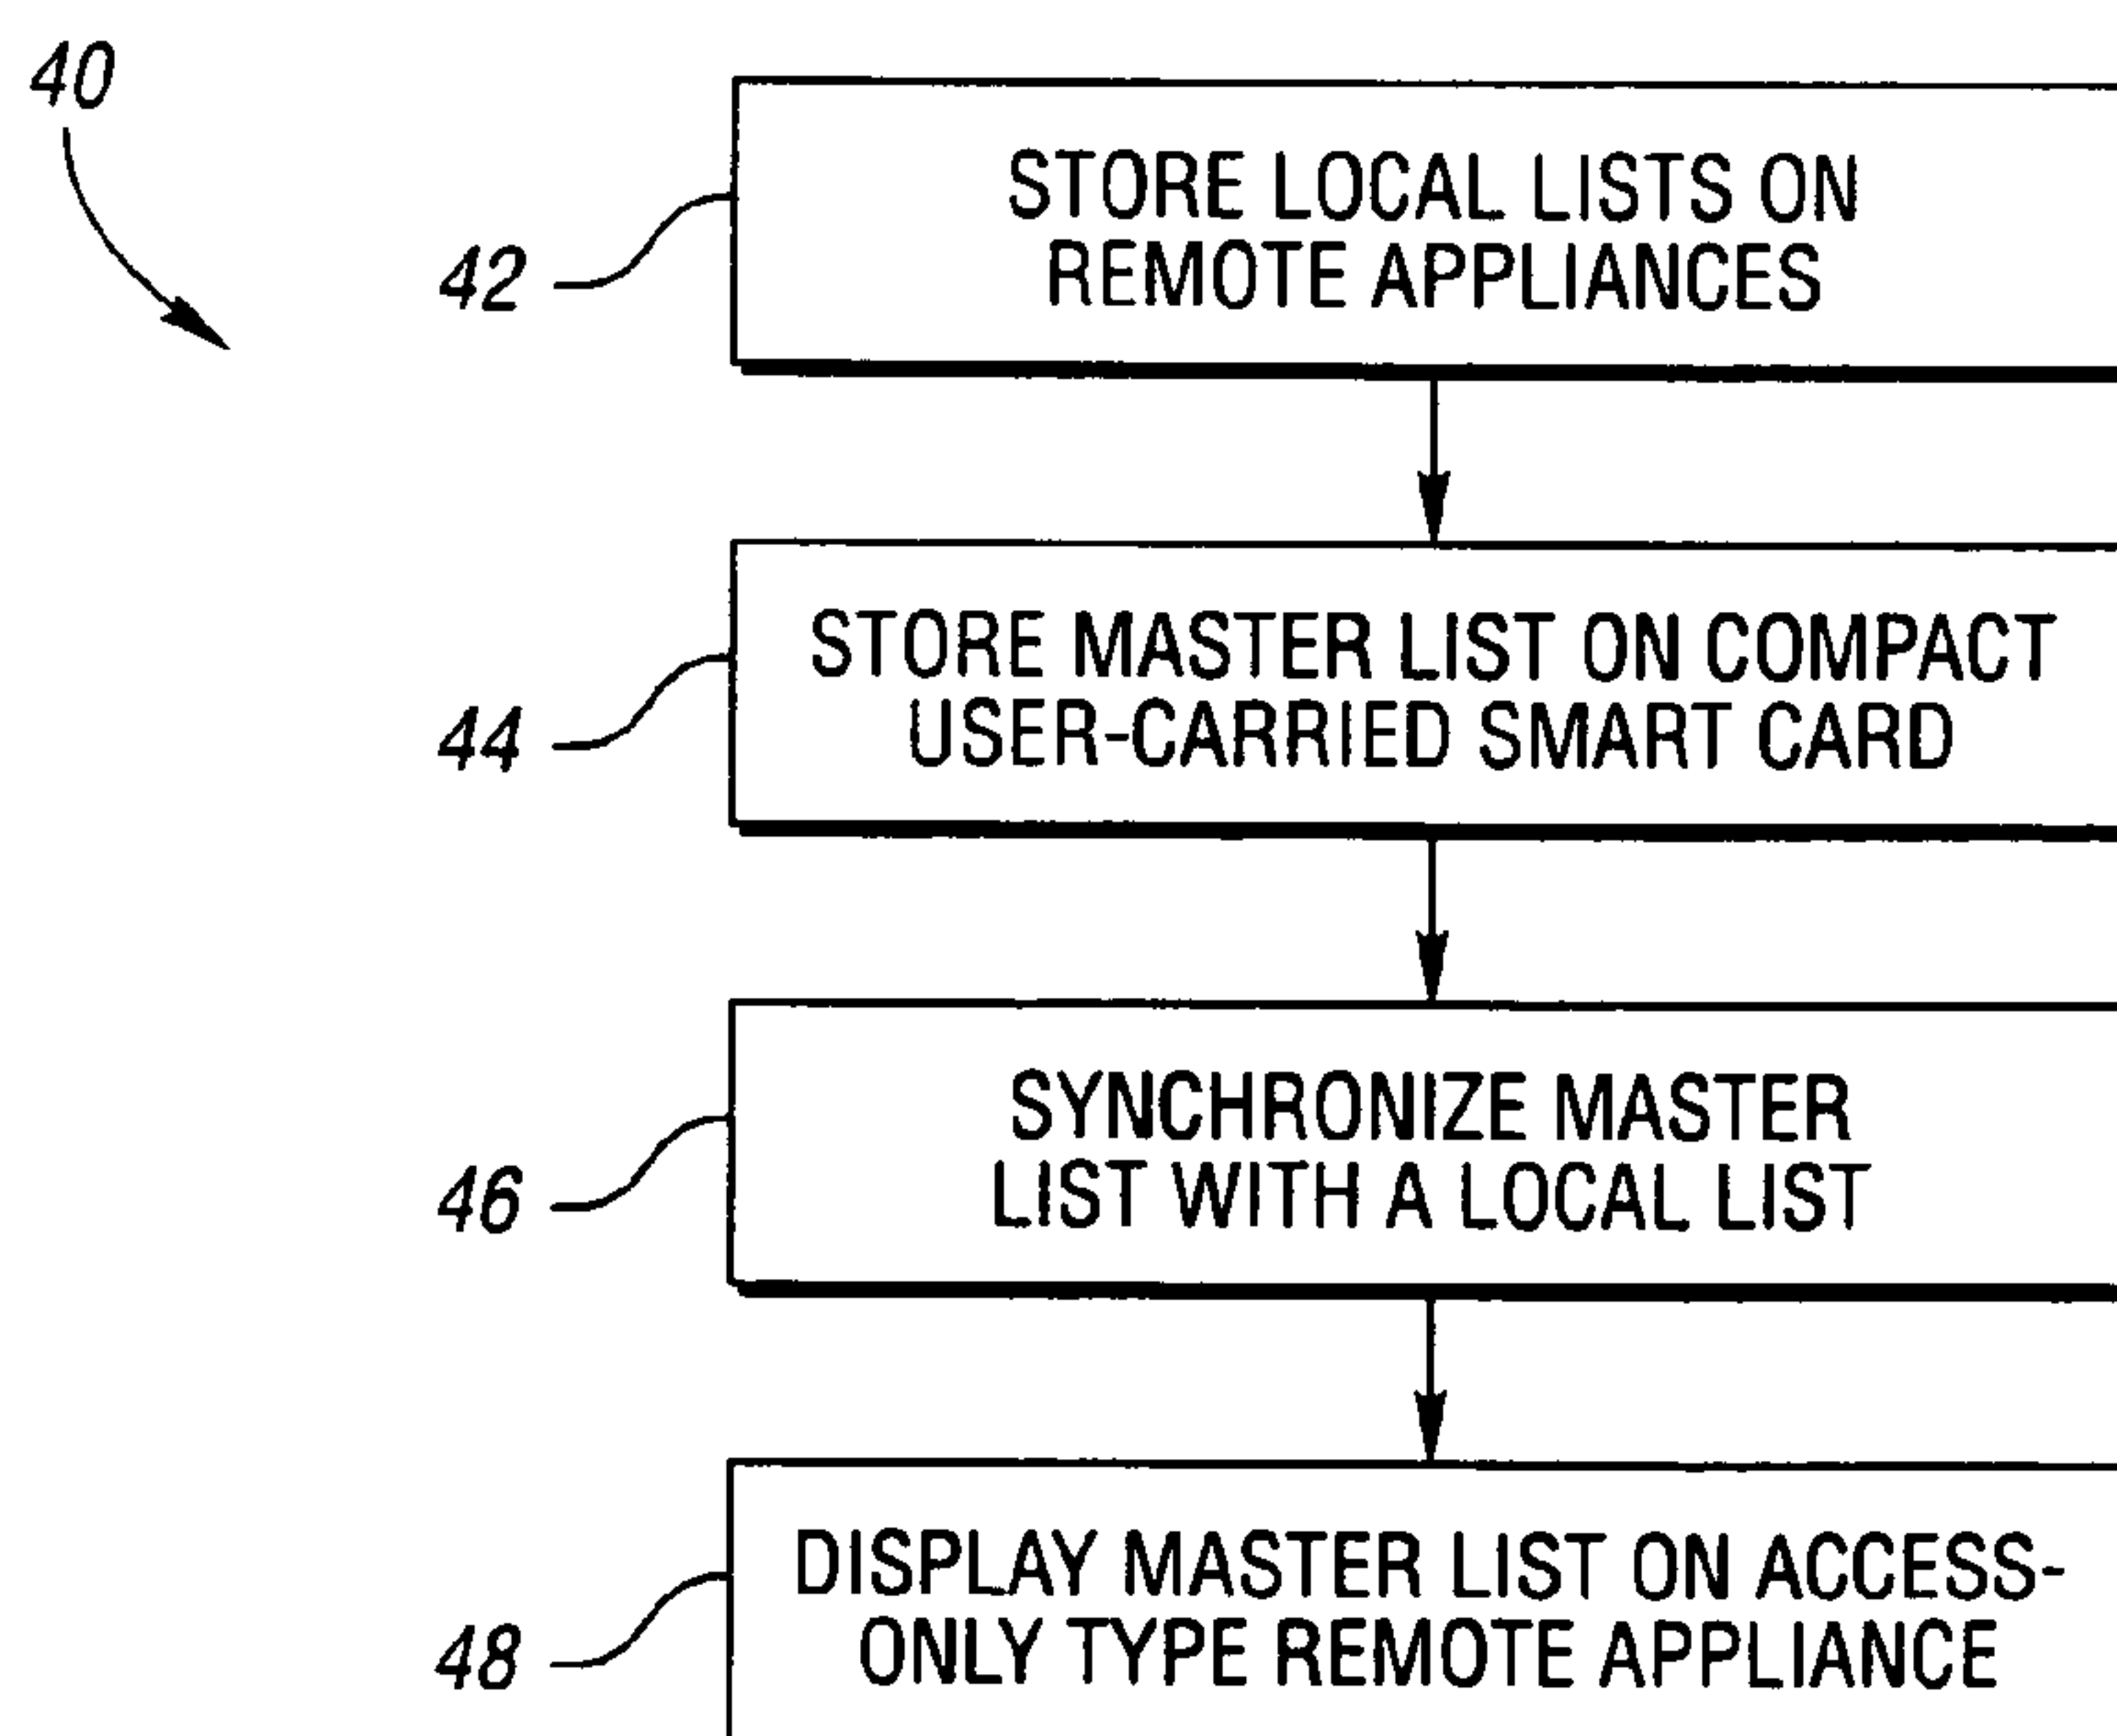 40
STORE LOCAL LISTS ON
REMOTE APPLIANCES
42
STORE MASTER LIST ON COMPACT
USER-CARRIED SMART CARD
44
SYNCHRONIZE MASTER
LIST WITH A LOCAL LIST
46
DISPLAY MASTER LIST ON ACCESS-
ONLY TYPE REMOTE APPLIANCE
48